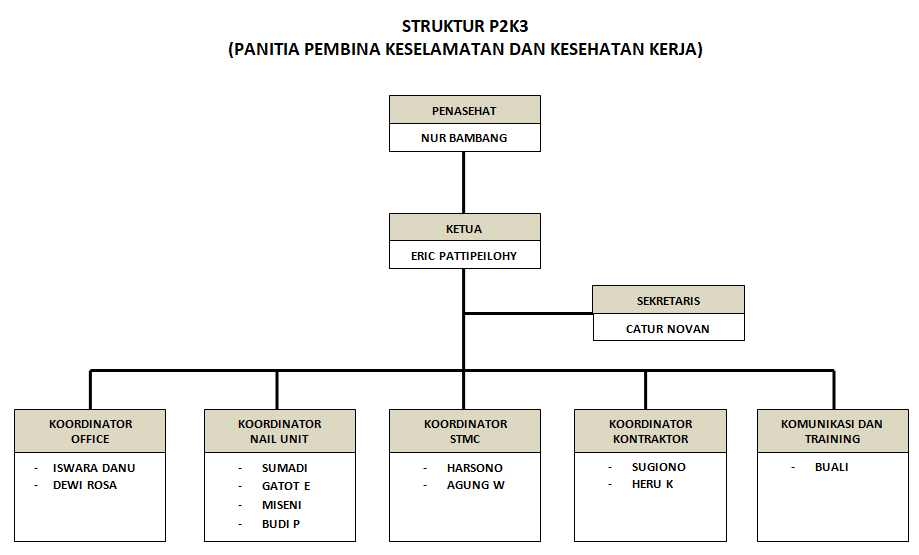 STRUKTUR P2K3
(PANITIA PEMBINA KESELAMATAN DAN KESEHATAN KERJA)
PENASEHAT
NUR BAMBANG
KETUA
ERIC PATTIPEILOHY
SEKRETARIS
CATUR NOVAN
KOORDINATOR
OFFICE
- ISWARA DANU
- DEWI ROSA
KOORDINATOR
NAIL UNIT
- SUMADI
- GATOT E
- MISENI
- BUDI P
KOORDINATOR
STMC
- HARSONO
- AGUNG W
KOORDINATOR
KONTRAKTOR
- SUGIONO
- HERU K
KOMUNIKASI DAN
TRAINING
- BUALI